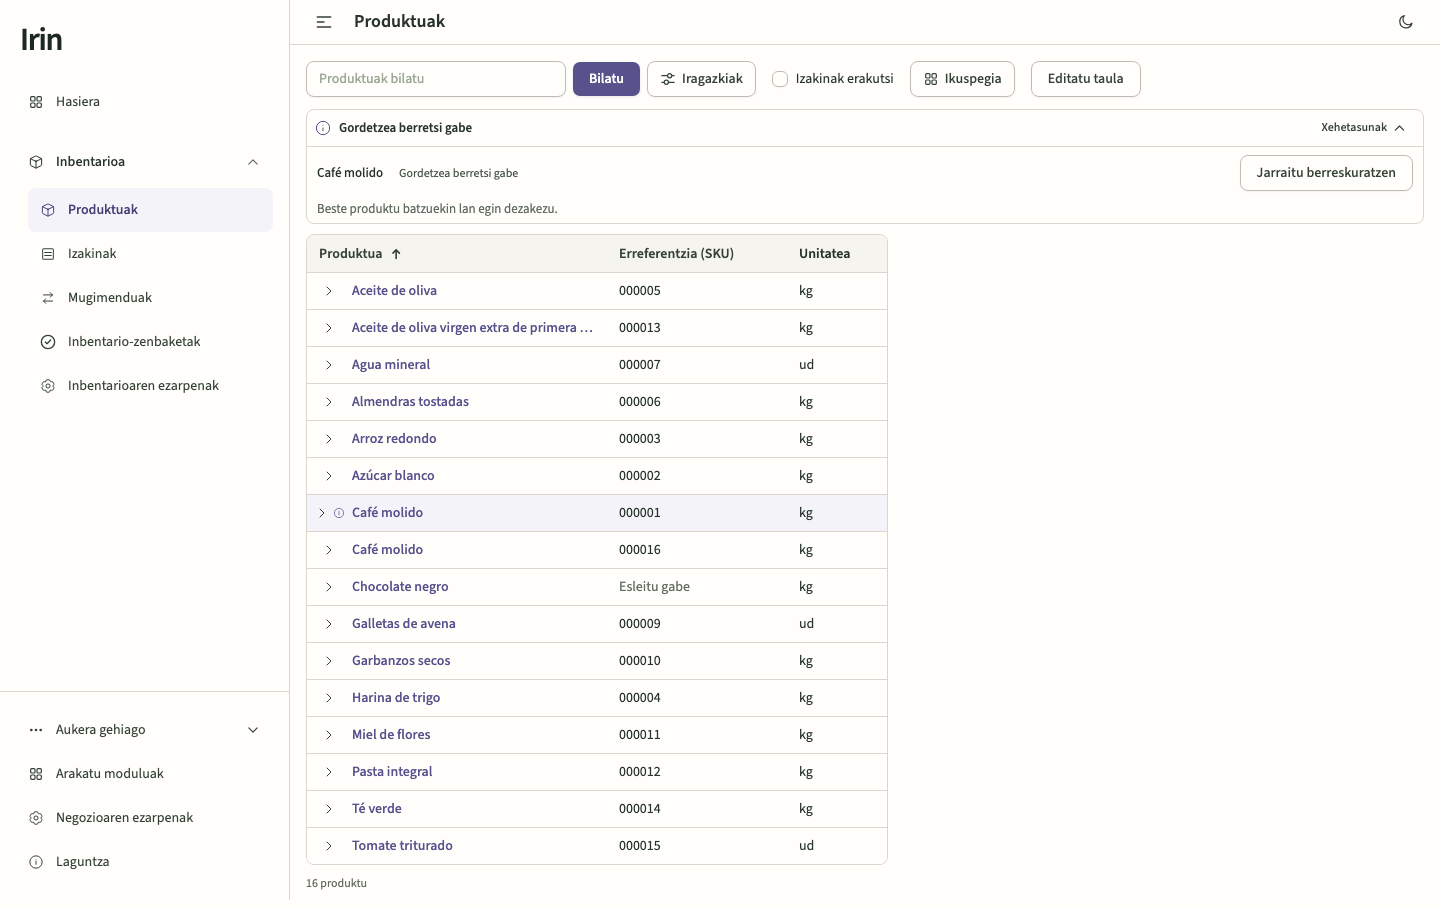 Irin
Hasiera
Inbentarioa
Produktuak
Izakinak
Mugimenduak
Inbentario-zenbaketak
Inbentarioaren ezarpenak
Aukera gehiago
Arakatu moduluak
Negozioaren ezarpenak
Laguntza
Produktuak
Produktuak bilatu Bilatu Iragazkiak Izakinak erakutsi Ikuspegia Editatu taula
Gordetzea berretsi gabe Xehetasunak
Café molido Gordetzea berretsi gabe Jarraitu berreskuratzen
Beste produktu batzuekin lan egin dezakezu.
Produktua Erreferentzia (SKU) Unitatea
Aceite de oliva 000005 kg
Aceite de oliva virgen extra de primera … 000013 kg
Agua mineral 000007 ud
Almendras tostadas 000006 kg
Arroz redondo 000003 kg
Azúcar blanco 000002 kg
Café molido 000001 kg
Café molido 000016 kg
Chocolate negro Esleitu gabe kg
Galletas de avena 000009 ud
Garbanzos secos 000010 kg
Harina de trigo 000004 kg
Miel de flores 000011 kg
Pasta integral 000012 kg
Té verde 000014 kg
Tomate triturado 000015 ud
16 produktu